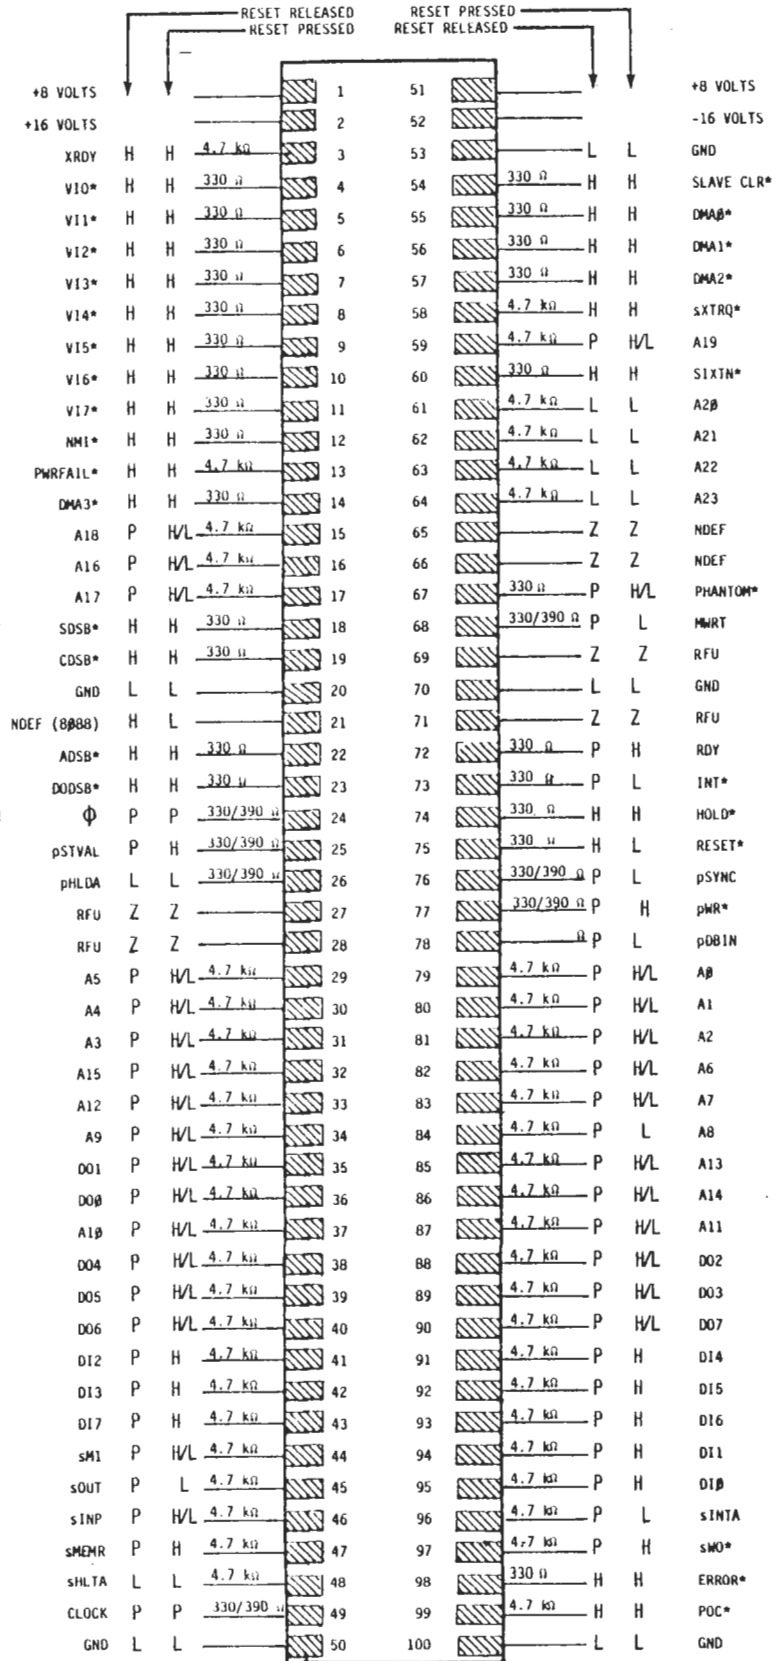 RESET RELEASED RESET PRESSED
RESET PRESSED RESET RELEASED
+8 VOLTS 1 51 +8 VOLTS
+16 VOLTS 2 52 -16 VOLTS
XRDY H H 4.7 kΩ 3 53 L L GND
VI0* H H 330 Ω 4 54 330 Ω H H SLAVE CLR*
VI1* H H 330 Ω 5 55 330 Ω H H DMA0*
VI2* H H 330 Ω 6 56 330 Ω H H DMA1*
VI3* H H 330 Ω 7 57 330 Ω H H DMA2*
VI4* H H 330 Ω 8 58 4.7 kΩ H H sXTRQ*
VI5* H H 330 Ω 9 59 4.7 kΩ P H/L A19
VI6* H H 330 Ω 10 60 330 Ω H H SIXTN*
VI7* H H 330 Ω 11 61 4.7 kΩ L L A20
NMI* H H 330 Ω 12 62 4.7 kΩ L L A21
PWRFAIL* H H 4.7 kΩ 13 63 4.7 kΩ L L A22
DMA3* H H 330 Ω 14 64 4.7 kΩ L L A23
A18 P H/L 4.7 kΩ 15 65 Z Z NDEF
A16 P H/L 4.7 kΩ 16 66 Z Z NDEF
A17 P H/L 4.7 kΩ 17 67 330 Ω P H/L PHANTOM*
SDSB* H H 330 Ω 18 68 330/390 Ω P L MWRT
CDSB* H H 330 Ω 19 69 Z Z RFU
GND L L 20 70 L L GND
NDEF (8088) H L 21 71 Z Z RFU
ADSB* H H 330 Ω 22 72 330 Ω P H RDY
DODSB* H H 330 Ω 23 73 330 Ω P L INT*
Φ P P 330/390 Ω 24 74 330 Ω H H HOLD*
pSTVAL P H 330/390 Ω 25 75 330 Ω H L RESET*
pHLDA L L 330/390 Ω 26 76 330/390 Ω P L pSYNC
RFU Z Z 27 77 330/390 Ω P H pWR*
RFU Z Z 28 78 Ω P L pDBIN
A5 P H/L 4.7 kΩ 29 79 4.7 kΩ P H/L A0
A4 P H/L 4.7 kΩ 30 80 4.7 kΩ P H/L A1
A3 P H/L 4.7 kΩ 31 81 4.7 kΩ P H/L A2
A15 P H/L 4.7 kΩ 32 82 4.7 kΩ P H/L A6
A12 P H/L 4.7 kΩ 33 83 4.7 kΩ P H/L A7
A9 P H/L 4.7 kΩ 34 84 4.7 kΩ P L A8
DO1 P H/L 4.7 kΩ 35 85 4.7 kΩ P H/L A13
DO0 P H/L 4.7 kΩ 36 86 4.7 kΩ P H/L A14
A10 P H/L 4.7 kΩ 37 87 4.7 kΩ P H/L A11
DO4 P H/L 4.7 kΩ 38 88 4.7 kΩ P H/L DO2
DO5 P H/L 4.7 kΩ 39 89 4.7 kΩ P H/L DO3
DO6 P H/L 4.7 kΩ 40 90 4.7 kΩ P H/L DO7
DI2 P H 4.7 kΩ 41 91 4.7 kΩ P H DI4
DI3 P H 4.7 kΩ 42 92 4.7 kΩ P H DI5
DI7 P H 4.7 kΩ 43 93 4.7 kΩ P H DI6
sM1 P H/L 4.7 kΩ 44 94 4.7 kΩ P H DI1
sOUT P L 4.7 kΩ 45 95 4.7 kΩ P H DI0
sINP P H/L 4.7 kΩ 46 96 4.7 kΩ P L sINTA
sMEMR P H 4.7 kΩ 47 97 4.7 kΩ P H sWO*
sHLTA L L 4.7 kΩ 48 98 330 Ω H H ERROR*
CLOCK P P 330/390 Ω 49 99 4.7 kΩ H H POC*
GND L L 50 100 L L GND